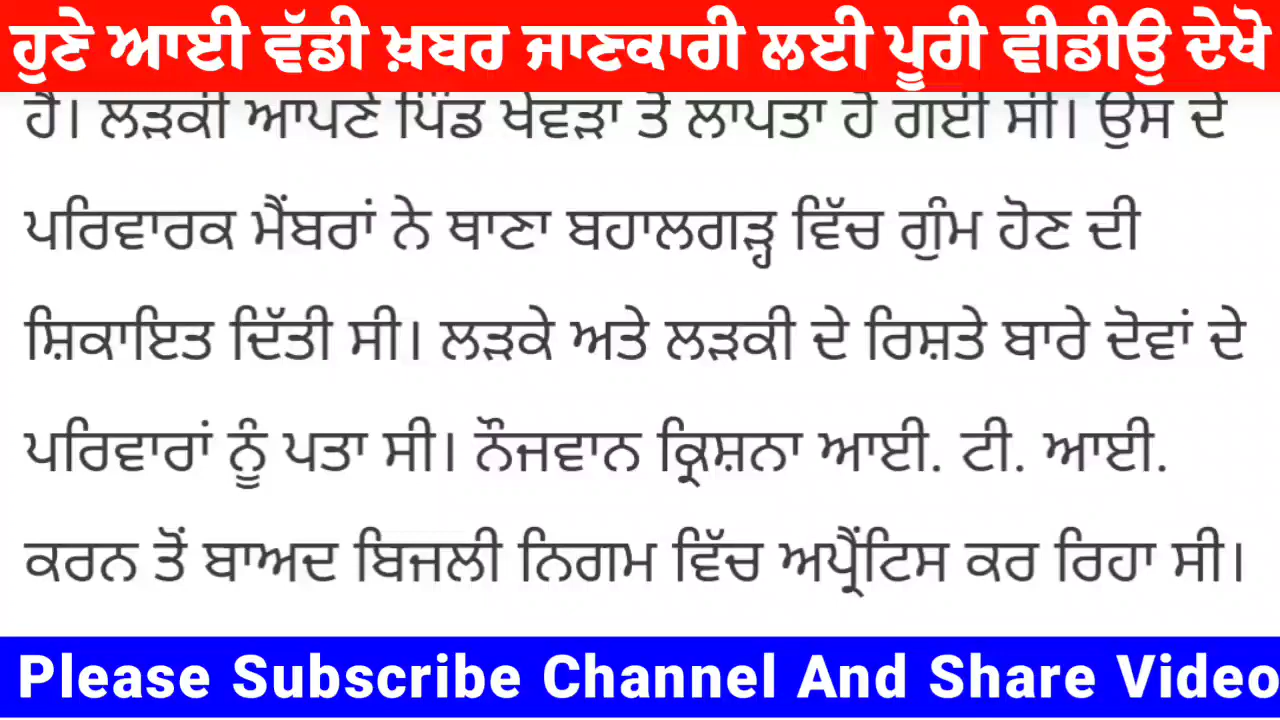 ਹੁਣੇ ਆਈ ਵੱਡੀ ਖ਼ਬਰ ਜਾਣਕਾਰੀ ਲਈ ਪੂਰੀ ਵੀਡੀਉ ਦੇਖੋ
ਹੈ। ਲੜਕੀ ਆਪਣੇ ਪਿੰਡ ਖੇਵੜਾ ਤੋਂ ਲਾਪਤਾ ਹੋ ਗਈ ਸੀ। ਉਸ ਦੇ
ਪਰਿਵਾਰਕ ਮੈਂਬਰਾਂ ਨੇ ਥਾਣਾ ਬਹਾਲਗੜ੍ਹ ਵਿੱਚ ਗੁੰਮ ਹੋਣ ਦੀ
ਸ਼ਿਕਾਇਤ ਦਿੱਤੀ ਸੀ। ਲੜਕੇ ਅਤੇ ਲੜਕੀ ਦੇ ਰਿਸ਼ਤੇ ਬਾਰੇ ਦੋਵਾਂ ਦੇ
ਪਰਿਵਾਰਾਂ ਨੂੰ ਪਤਾ ਸੀ। ਨੌਜਵਾਨ ਕ੍ਰਿਸ਼ਨਾ ਆਈ. ਟੀ. ਆਈ.
ਕਰਨ ਤੋਂ ਬਾਅਦ ਬਿਜਲੀ ਨਿਗਮ ਵਿੱਚ ਅਪ੍ਰੈਂਟਿਸ ਕਰ ਰਿਹਾ ਸੀ।
Please Subscribe Channel And Share Video